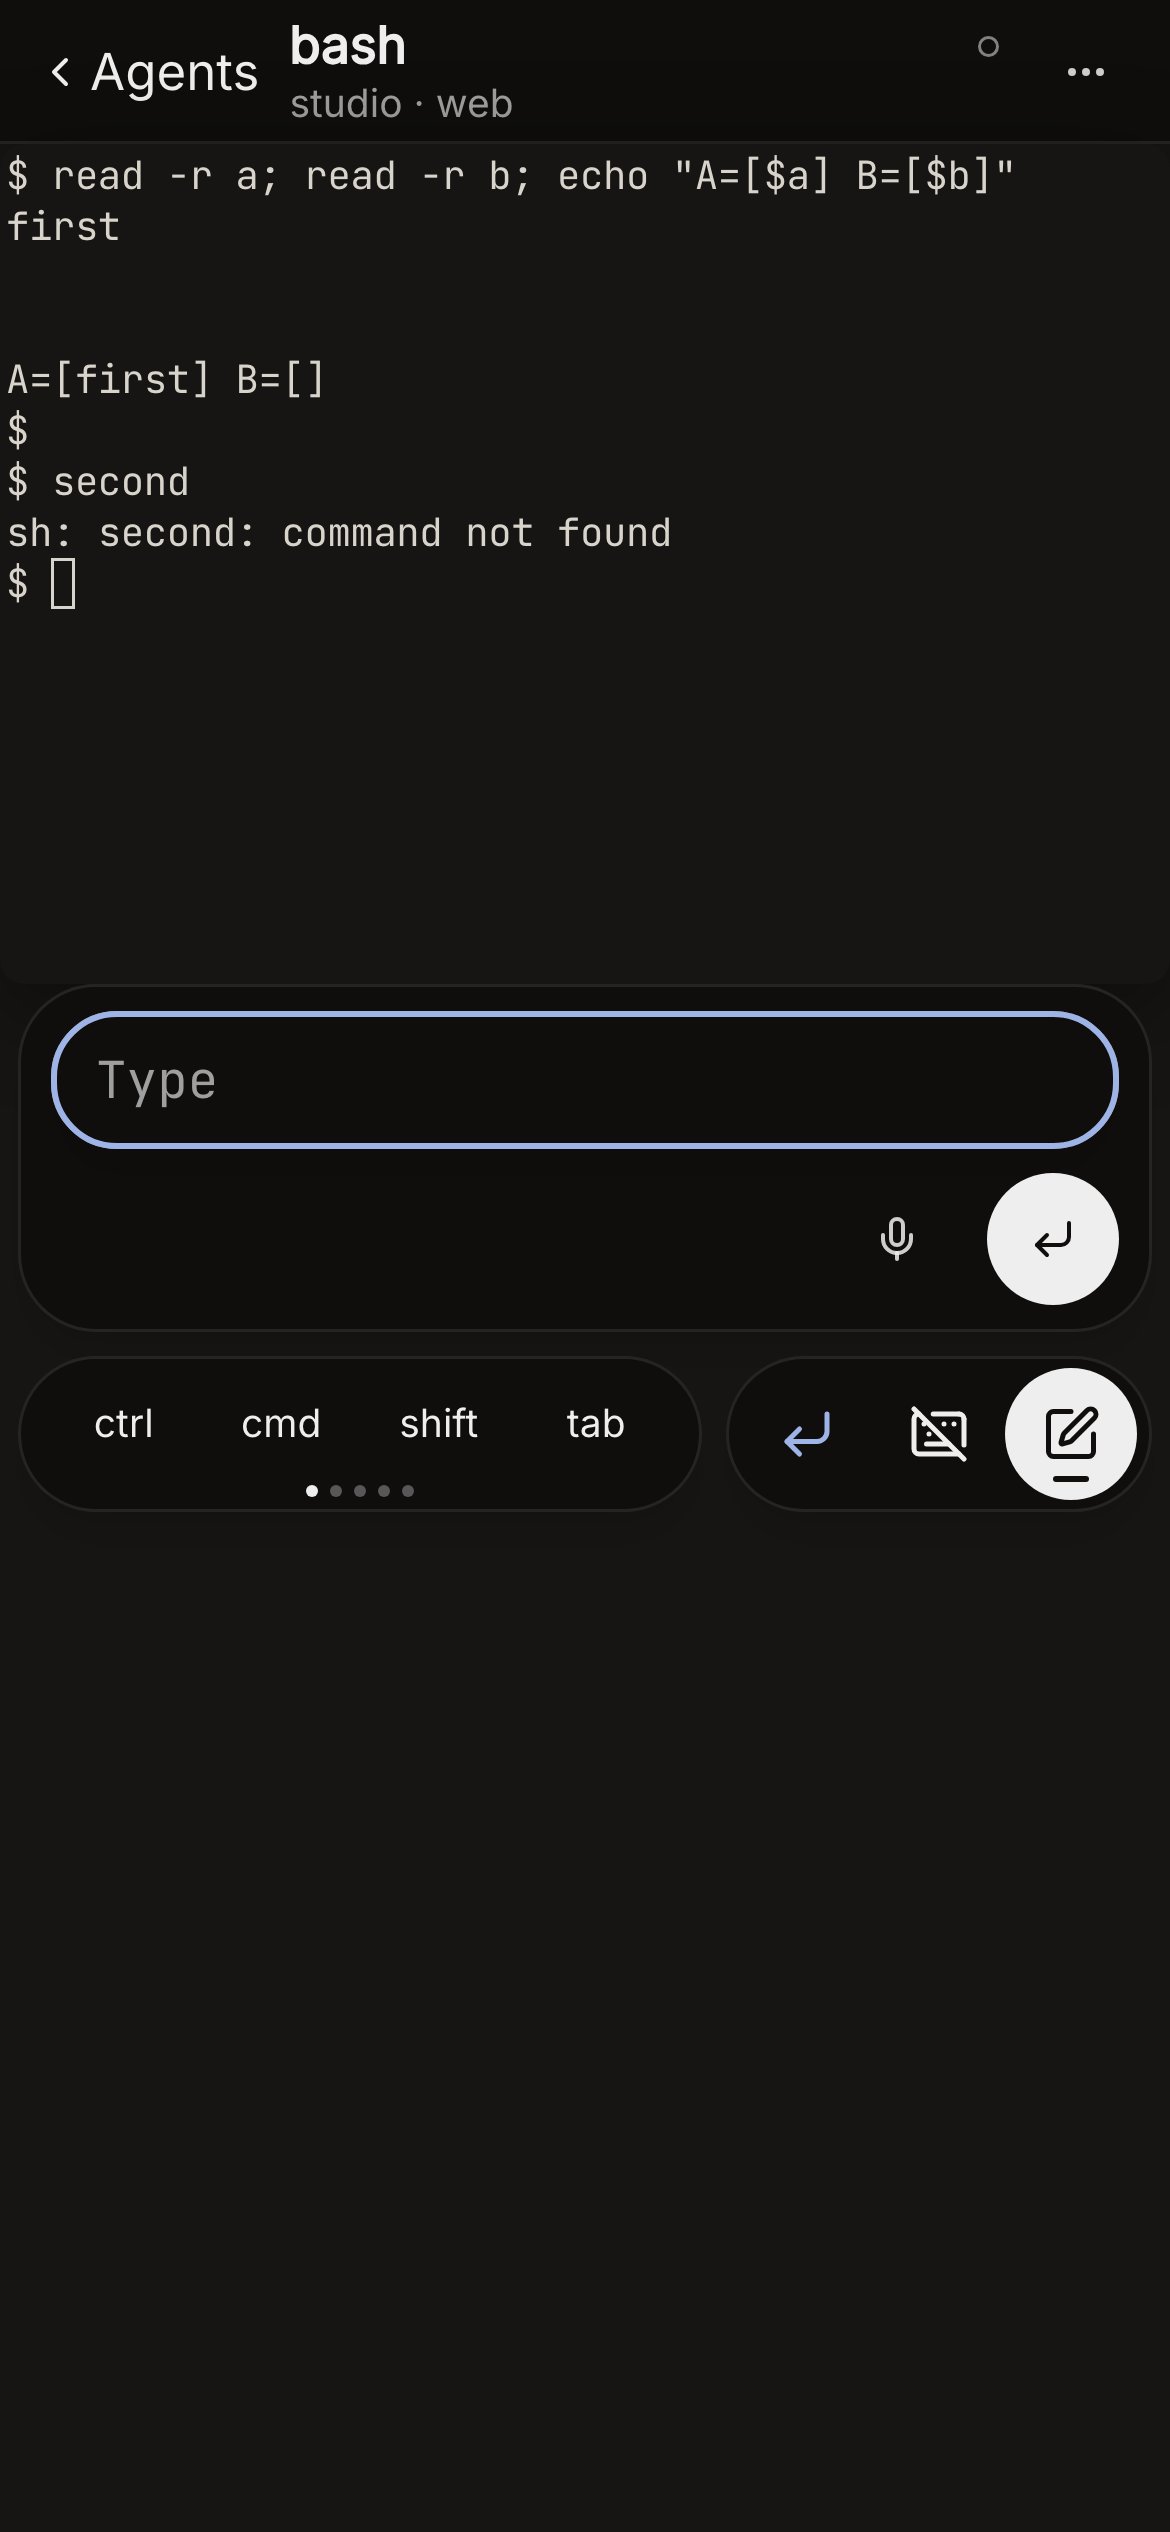 Agents
bash
studio · web
$ read -r a; read -r b; echo "A=[$a] B=[$b]"
first
A=[first] B=[]
$
$ second
sh: second: command not found
$
Type
ctrl cmd shift tab